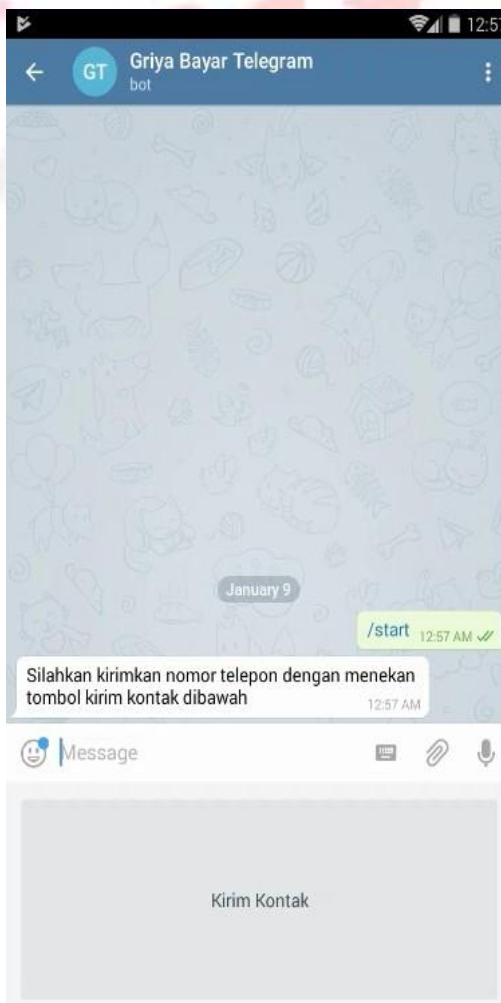 12:57
GT
Griya Bayar Telegram
bot
January 9
/start 12:57 AM
Silahkan kirimkan nomor telepon dengan menekan
tombol kirim kontak dibawah
12:57 AM
Message
Kirim Kontak